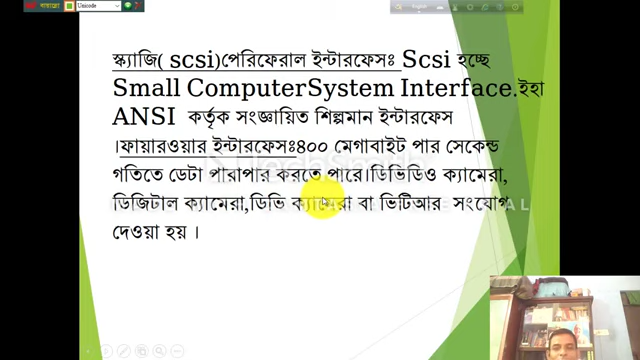 স্ক্যাজি( scsi)পেরিফেরাল ইন্টারফেসঃ Scsi হচ্ছে
Small ComputerSystem Interface.ইহা
ANSI কর্তৃক সংজ্ঞায়িত শিল্পমান ইন্টারফেস
।ফায়ারওয়ার ইন্টারফেসঃ৪০০ মেগাবাইট পার সেকেন্ড
গতিতে ডেটা পারাপার করতে পারে।ডিভিডিও ক্যামেরা,
ডিজিটাল ক্যামেরা,ডিভি ক্যামেরা বা ভিটিআর সংযোগ
দেওয়া হয় ।